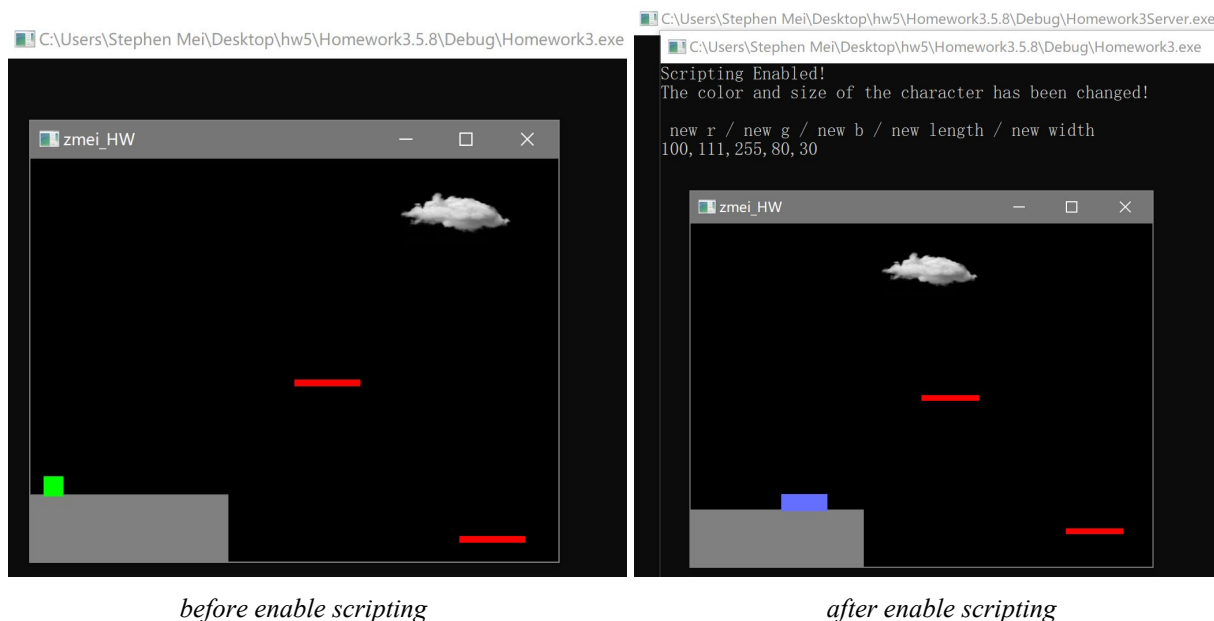 C:\Users\Stephen Mei\Desktop\hw5\Homework3.5.8\Debug\Homework3.exe
zmei_HW
before enable scripting
C:\Users\Stephen Mei\Desktop\hw5\Homework3.5.8\Debug\Homework3Server.exe
C:\Users\Stephen Mei\Desktop\hw5\Homework3.5.8\Debug\Homework3.exe
Scripting Enabled!
The color and size of the character has been changed!
new r / new g / new b / new length / new width
100,111,255,80,30
zmei_HW
after enable scripting